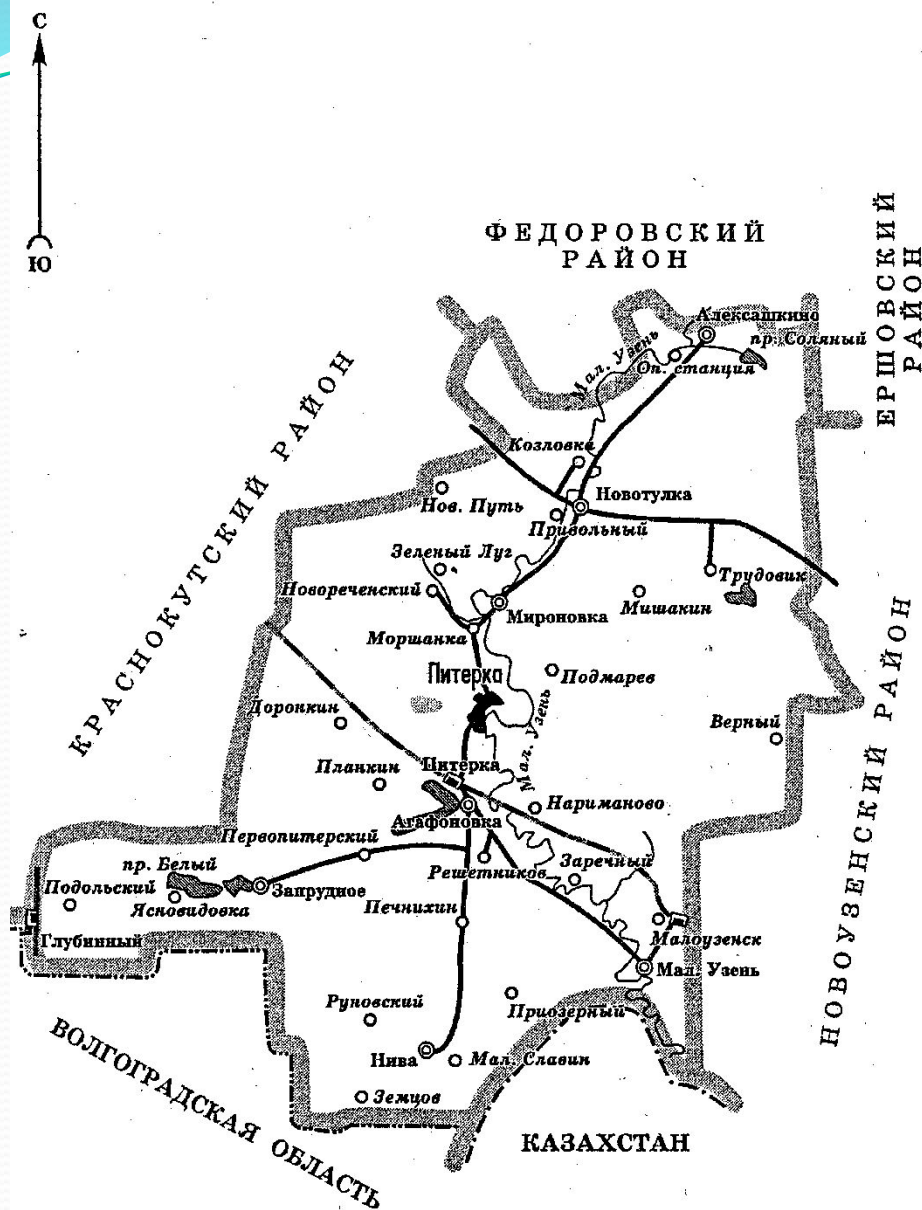 С
Ю
ФЕДОРОВСКИЙ
РАЙОН
ЕРШОВСКИЙ
РАЙОН
КРАСНОКУТСКИЙ РАЙОН
Алексашкино
пр. Соляный
Мал. Узень
Оп. станция
Козловка
Нов. Путь
Новотулка
Привольный
Зеленый Луг
Новореченский
Трудовик
Мишакин
Мироновка
Моршанка
Питерка
Подмарев
Доронкин
Верный
Мал. Узень
Питерка
Планкин
Нариманово
Агафоновка
Первопитерский
пр. Белый
Решетников
Заречный
Подольский
Запрудное
Ясновидовка
Печнихин
Глубинный
Малоузенск
Мал. Узень
Руновский
Приозерный
Нива
Мал. Славин
Земцов
НОВОУЗЕНСКИЙ РАЙОН
ВОЛГОГРАДСКАЯ ОБЛАСТЬ
КАЗАХСТАН